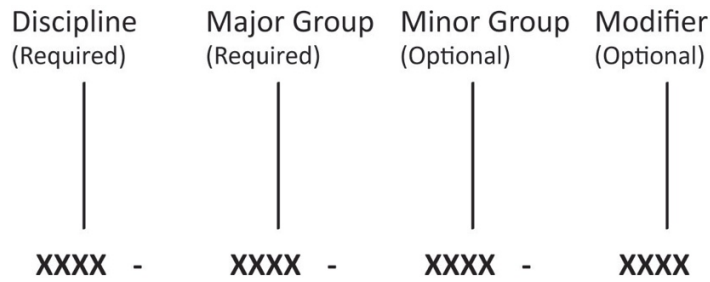 Discipline Major Group Minor Group Modifier
(Required) (Required) (Optional) (Optional)
XXXX - XXXX - XXXX - XXXX